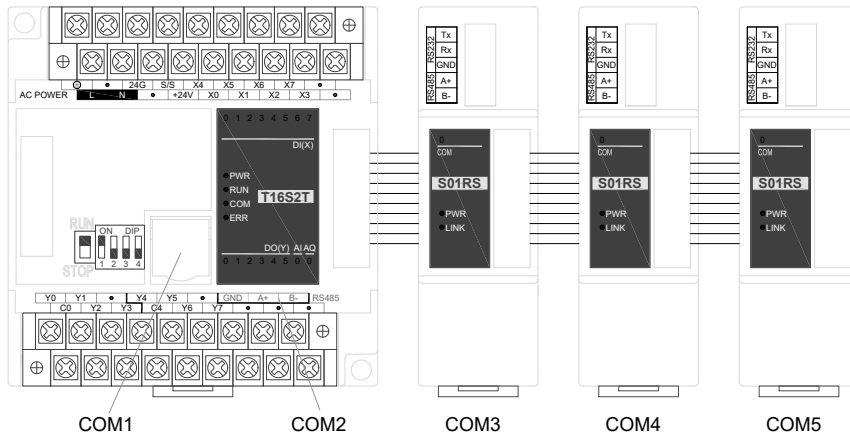 24G S/S X4 X5 X6 X7
AC POWER L N +24V X0 X1 X2 X3
0 1 2 3 4 5 6 7
DI(X)
PWR
RUN
COM
ERR
T16S2T
DO(Y) AI AQ
0 1 2 3 4 5 0 0
RUN
STOP
ON DIP
1 2 3 4
Y0 Y1 Y4 Y5 GND A+ B- RS485
C0 Y2 Y3 C4 Y6 Y7
RS232
Tx
Rx
GND
RS485
A+
B-
0
COM
S01RS
PWR
LINK
RS232
Tx
Rx
GND
RS485
A+
B-
0
COM
S01RS
PWR
LINK
RS232
Tx
Rx
GND
RS485
A+
B-
0
COM
S01RS
PWR
LINK
COM1 COM2 COM3 COM4 COM5